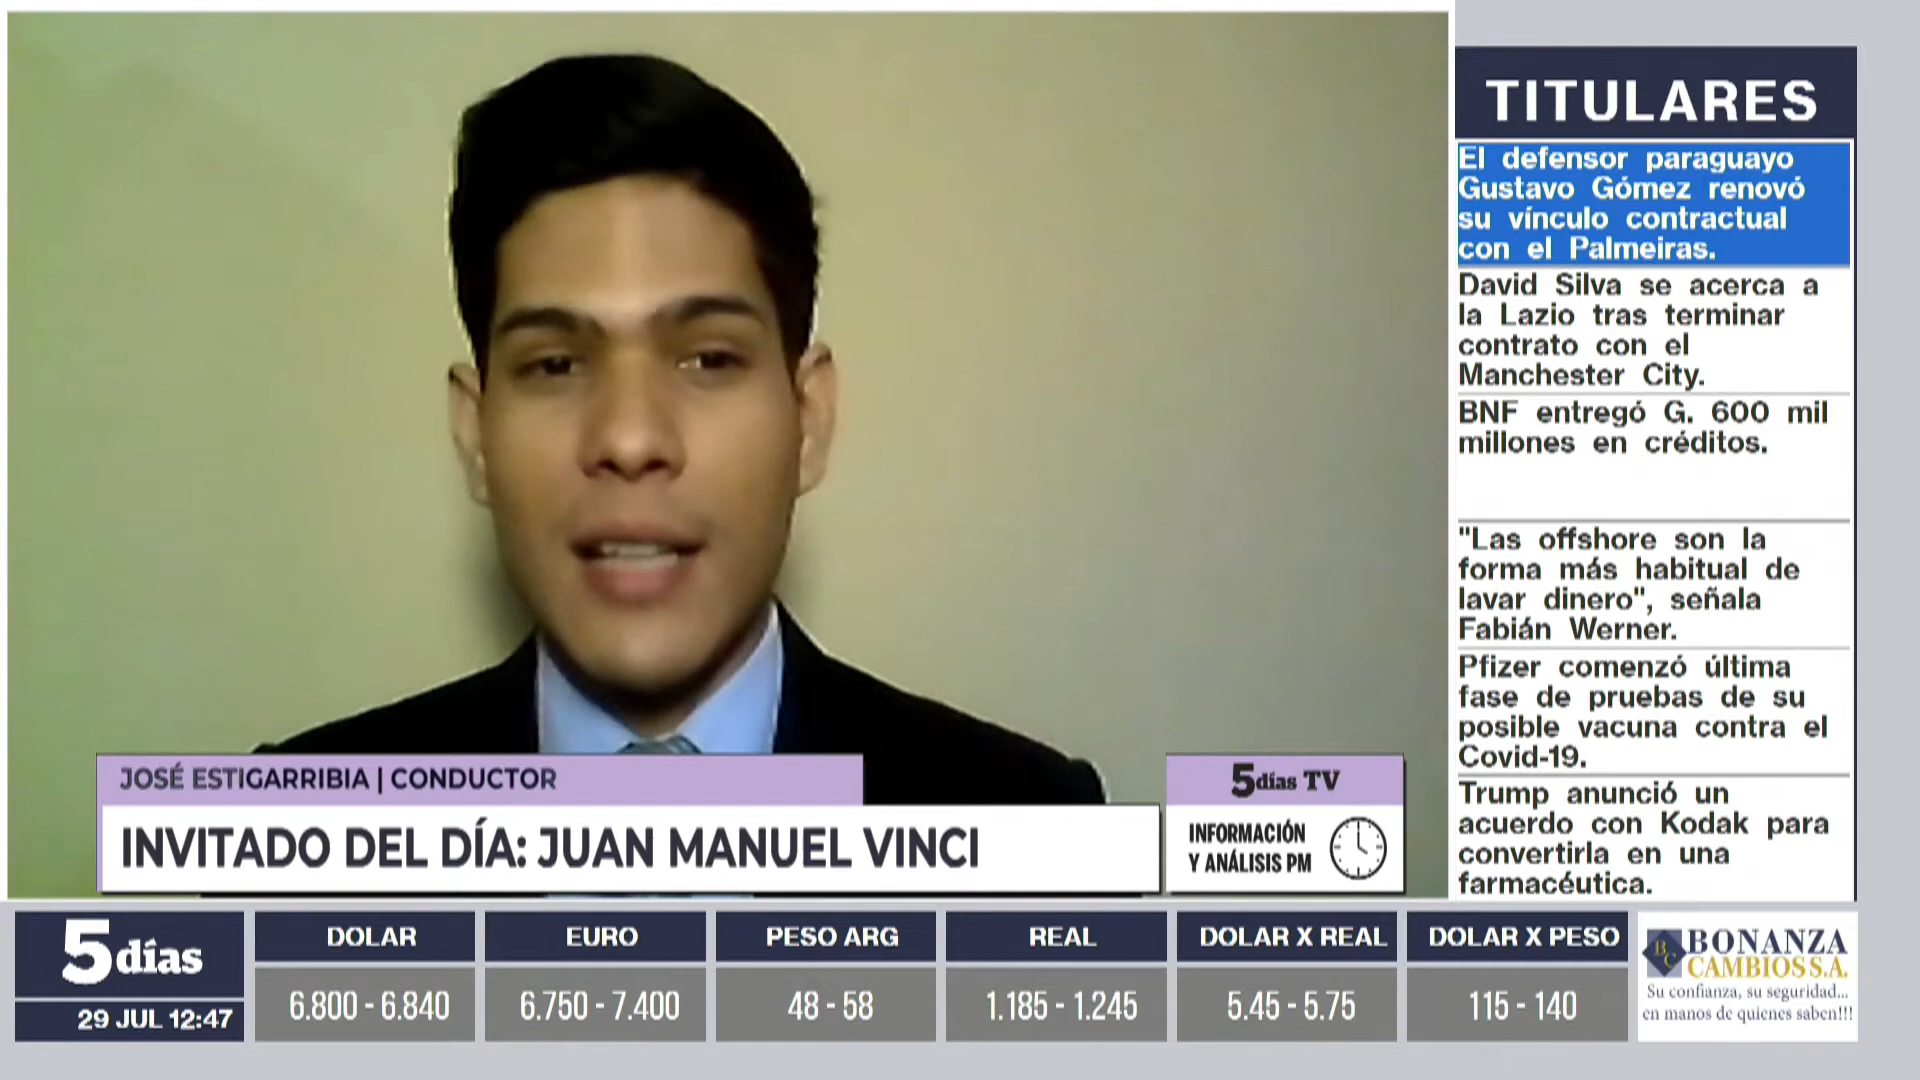 TITULARES
El defensor paraguayo
Gustavo Gómez renovó
su vínculo contractual
con el Palmeiras.
David Silva se acerca a
la Lazio tras terminar
contrato con el
Manchester City.
BNF entregó G. 600 mil
millones en créditos.
"Las offshore son la
forma más habitual de
lavar dinero", señala
Fabián Werner.
Pfizer comenzó última
fase de pruebas de su
posible vacuna contra el
Covid-19.
Trump anunció un
acuerdo con Kodak para
convertirla en una
farmacéutica.
JOSÉ ESTIGARRIBIA | CONDUCTOR
INVITADO DEL DÍA: JUAN MANUEL VINCI
5días TV
INFORMACIÓN
Y ANÁLISIS PM
5días
29 JUL 12:47
DOLAR
6.800 - 6.840
EURO
6.750 - 7.400
PESO ARG
48 - 58
REAL
1.185 - 1.245
DOLAR X REAL
5.45 - 5.75
DOLAR X PESO
115 - 140
BC
BONANZA
CAMBIOS S.A.
Su confianza, su seguridad...
en manos de quienes saben!!!